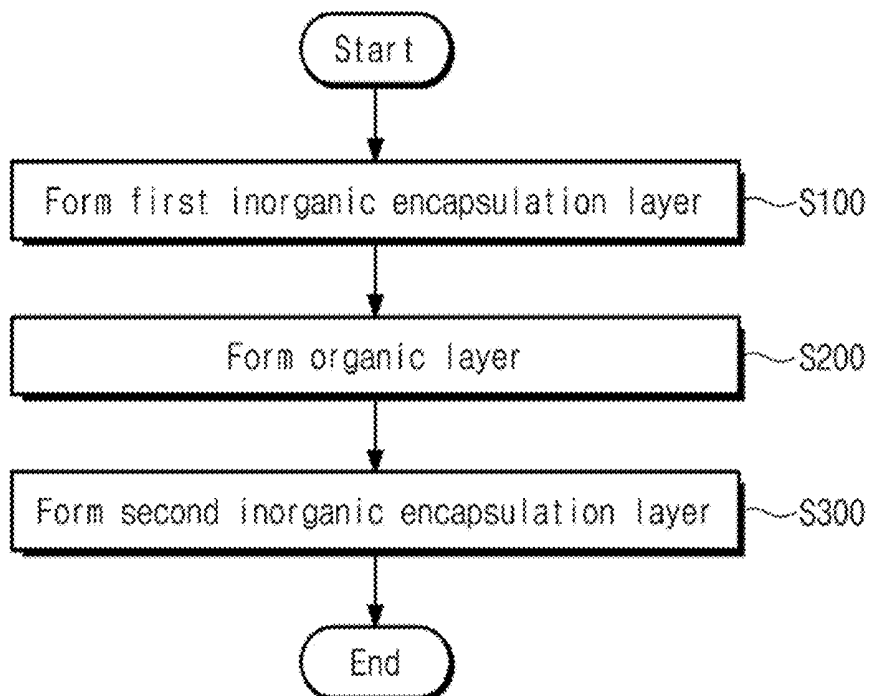 Start
Form first inorganic encapsulation layer
S100
Form organic layer
S200
Form second inorganic encapsulation layer
S300
End